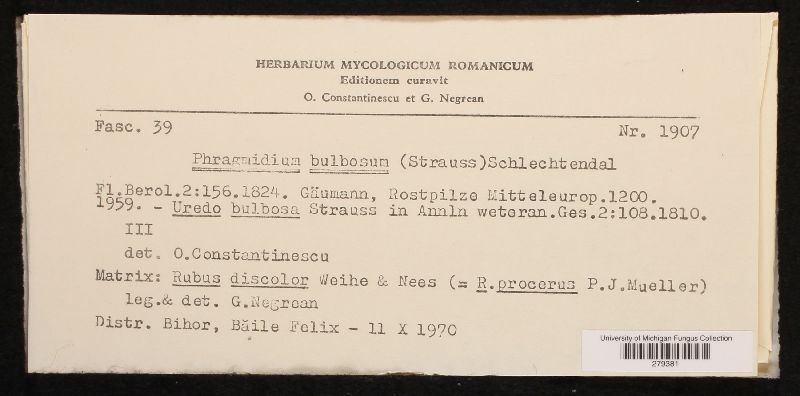 HERBARIUM MYCOLOGICUM ROMANICUM
Editionem curavit
O. Constantinescu et G. Negrean
Fasc. 39 Nr. 1907
Phragmidium bulbosum (Strauss)Schlechtendal
Fl.Berol.2:156.1824. Gäumann, Rostpilze Mitteleurop.1200.
1959. - Uredo bulbosa Strauss in Annln weteran.Ges.2:108.1810.
III
det. O.Constantinescu
Matrix: Rubus discolor Weihe & Nees (= R.procerus P.J.Mueller)
leg.& det. G.Negrean
Distr. Bihor, Băile Felix - 11 X 1970
University of Michigan Fungus Collection
279381